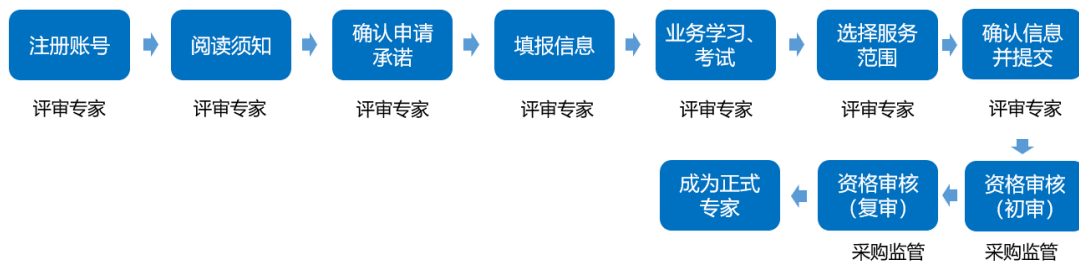 注册账号
阅读须知
确认申请
承诺
填报信息
业务学习、
考试
选择服务
范围
确认信息
并提交
评审专家
评审专家
评审专家
评审专家
评审专家
评审专家
评审专家
成为正式
专家
资格审核
（复审）
资格审核
（初审）
采购监管
采购监管